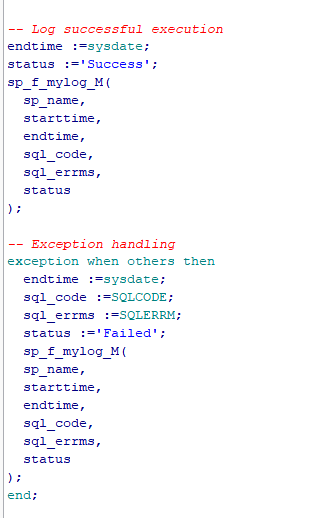 -- Log successful execution
endtime :=sysdate;
status :='Success';
sp_f_mylog_M(
  sp_name,
  starttime,
  endtime,
  sql_code,
  sql_errms,
  status
);

-- Exception handling
exception when others then
  endtime :=sysdate;
  sql_code :=SQLCODE;
  sql_errms :=SQLERRM;
  status :='Failed';
  sp_f_mylog_M(
  sp_name,
  starttime,
  endtime,
  sql_code,
  sql_errms,
  status
);
end;